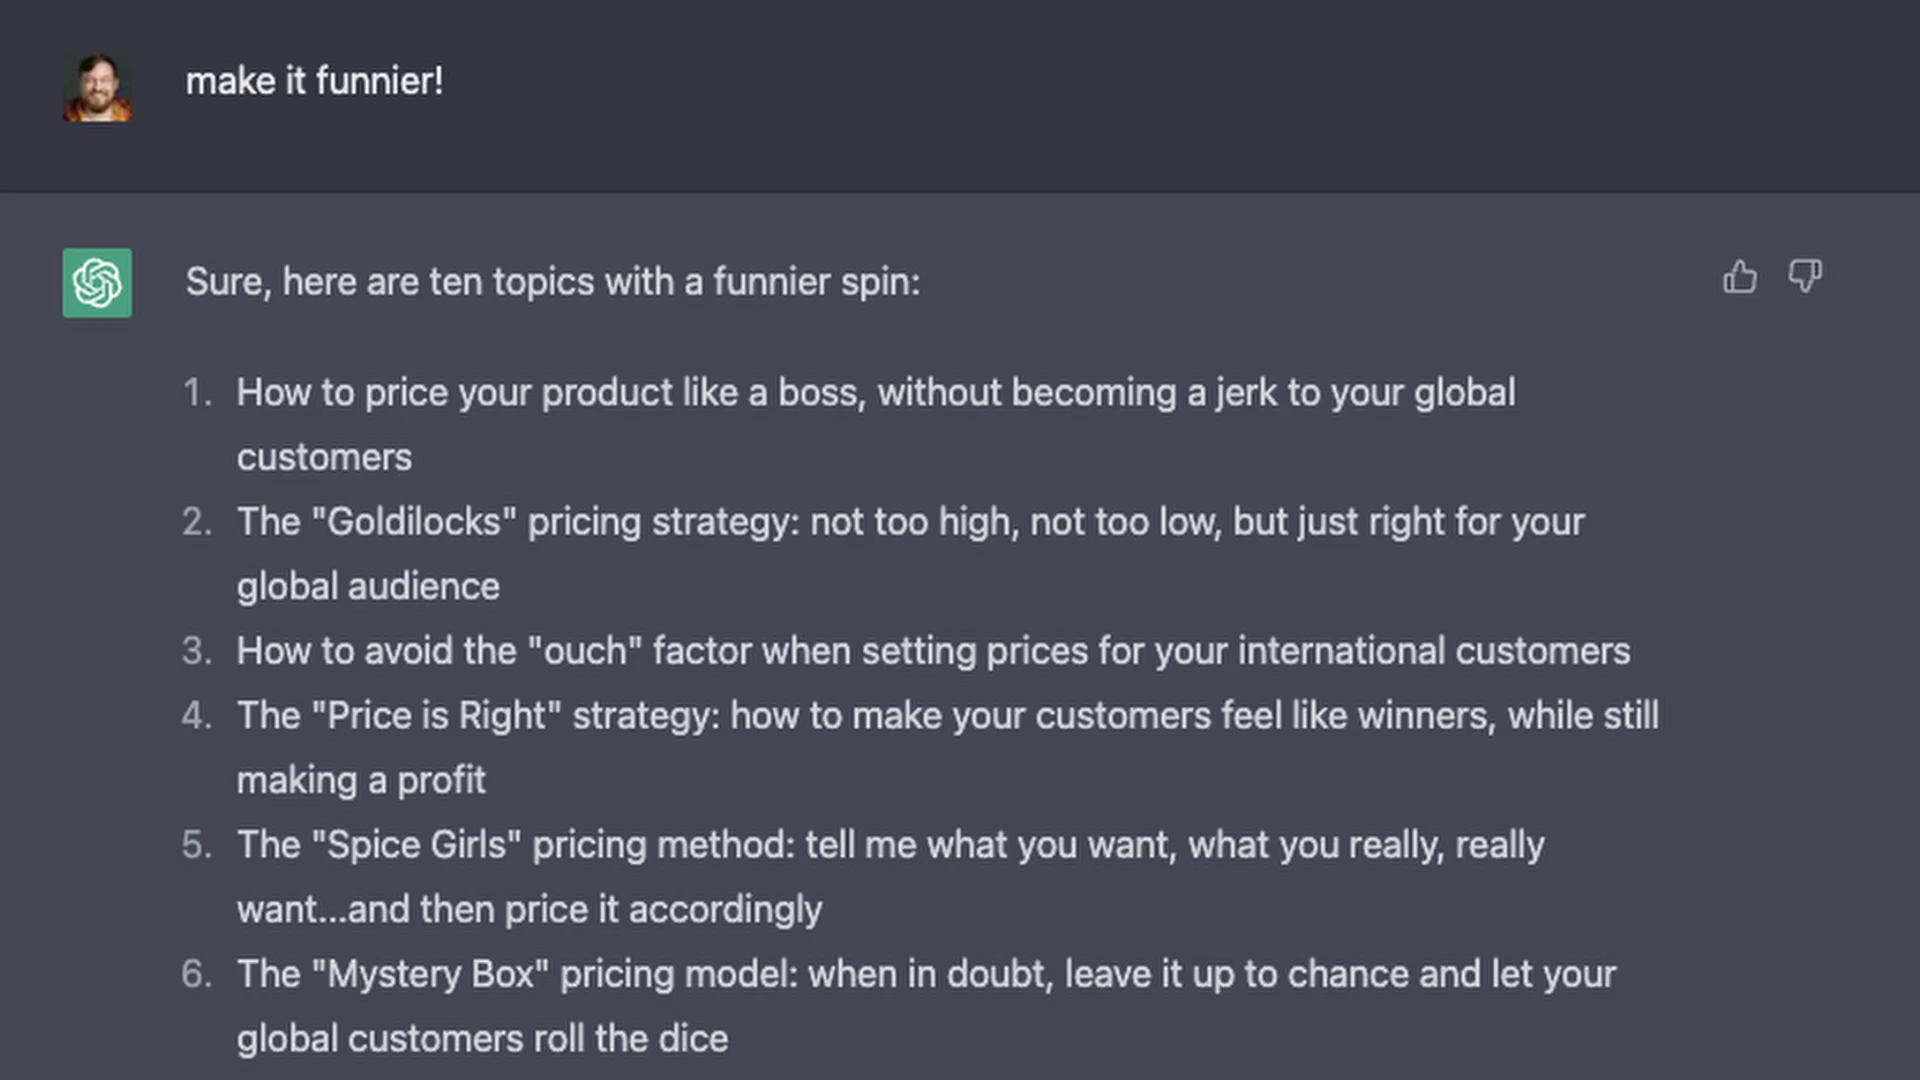 make it funnier!
Sure, here are ten topics with a funnier spin:
1. How to price your product like a boss, without becoming a jerk to your global
customers
2. The "Goldilocks" pricing strategy: not too high, not too low, but just right for your
global audience
3. How to avoid the "ouch" factor when setting prices for your international customers
4. The "Price is Right" strategy: how to make your customers feel like winners, while still
making a profit
5. The "Spice Girls" pricing method: tell me what you want, what you really, really
want...and then price it accordingly
6. The "Mystery Box" pricing model: when in doubt, leave it up to chance and let your
global customers roll the dice